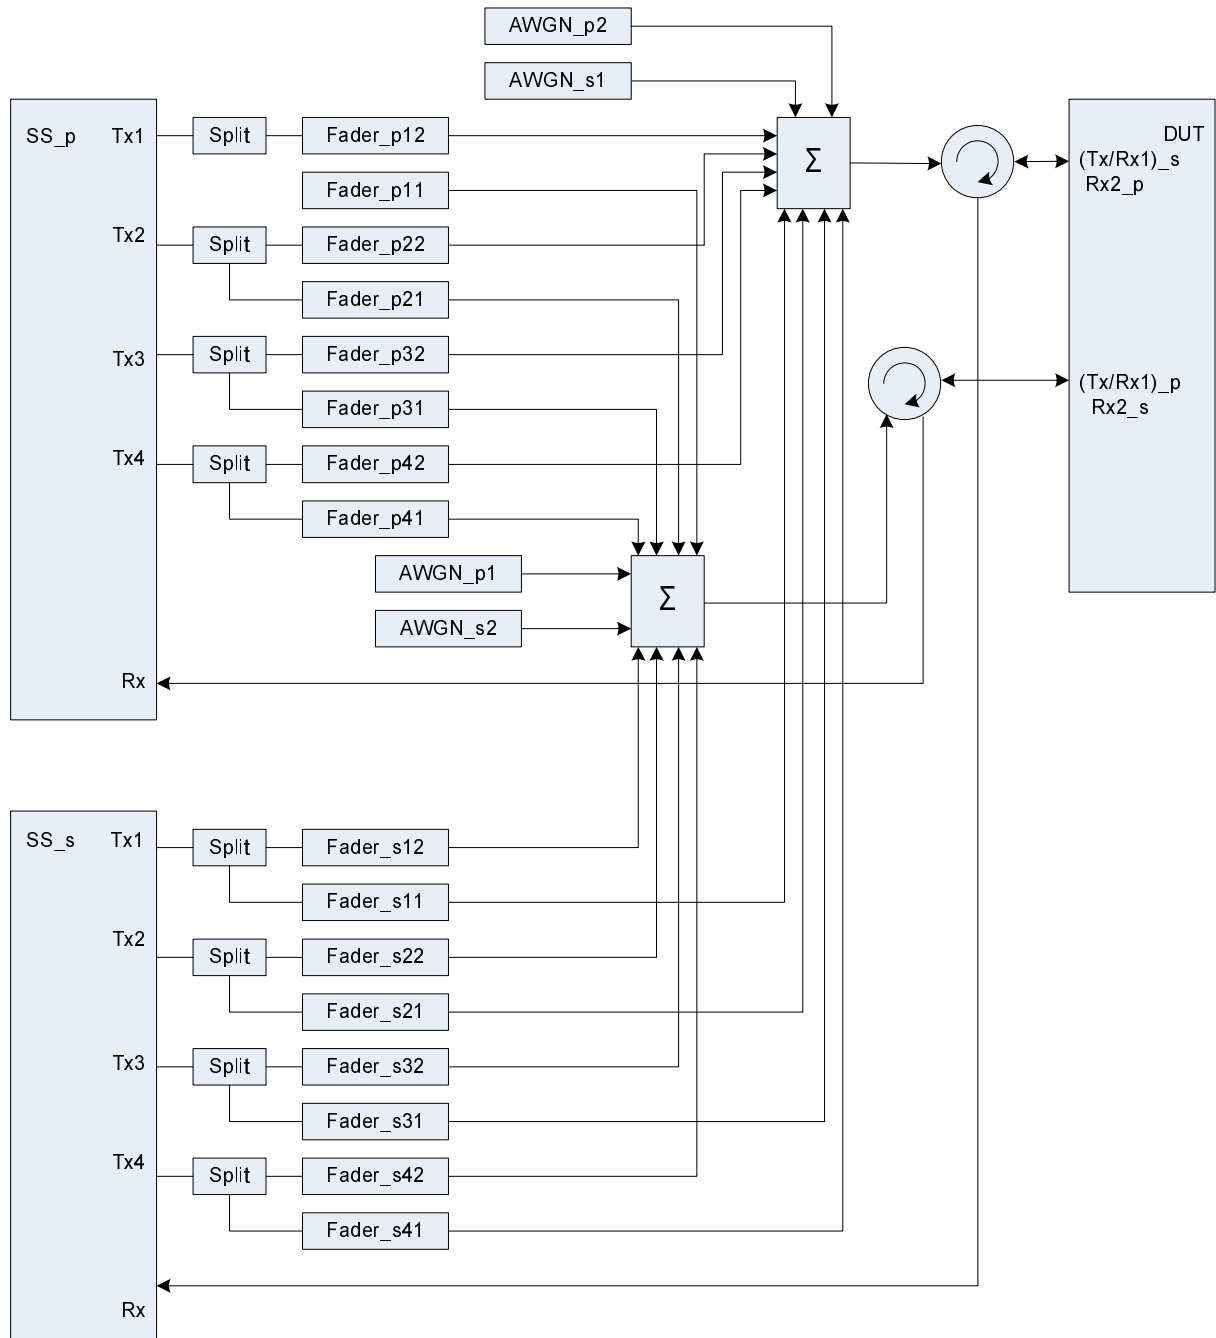 AWGN_p2
AWGN_s1
SS_p
Tx1
Split
Fader_p12
Σ
DUT
(Tx/Rx1)_s
Rx2_p
Fader_p11
Tx2
Split
Fader_p22
Fader_p21
Tx3
Split
Fader_p32
(Tx/Rx1)_p
Rx2_s
Fader_p31
Tx4
Split
Fader_p42
Fader_p41
AWGN_p1
Σ
AWGN_s2
Rx
SS_s
Tx1
Split
Fader_s12
Fader_s11
Tx2
Split
Fader_s22
Fader_s21
Tx3
Split
Fader_s32
Fader_s31
Tx4
Split
Fader_s42
Fader_s41
Rx